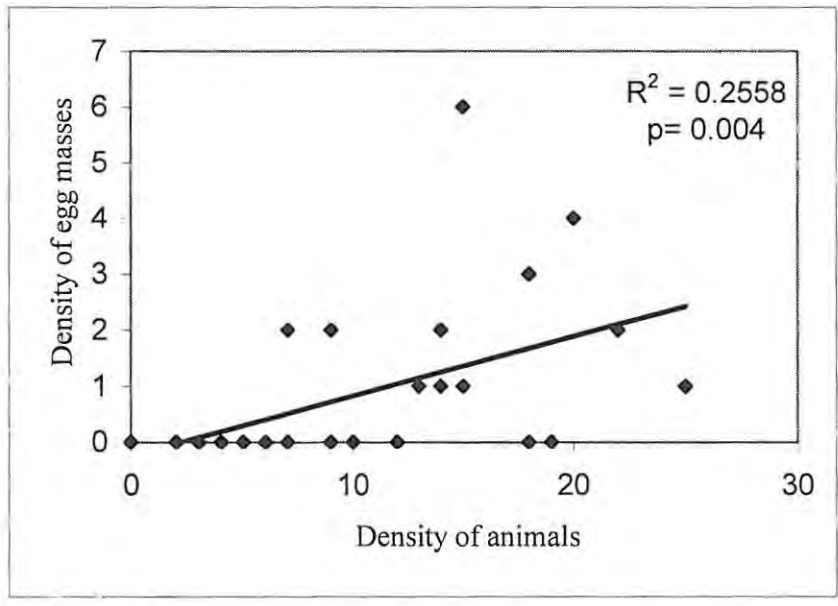 7
6
5
4
3
2
1
0
Density of egg masses
R² = 0.2558
p= 0.004
0 10 20 30
Density of animals